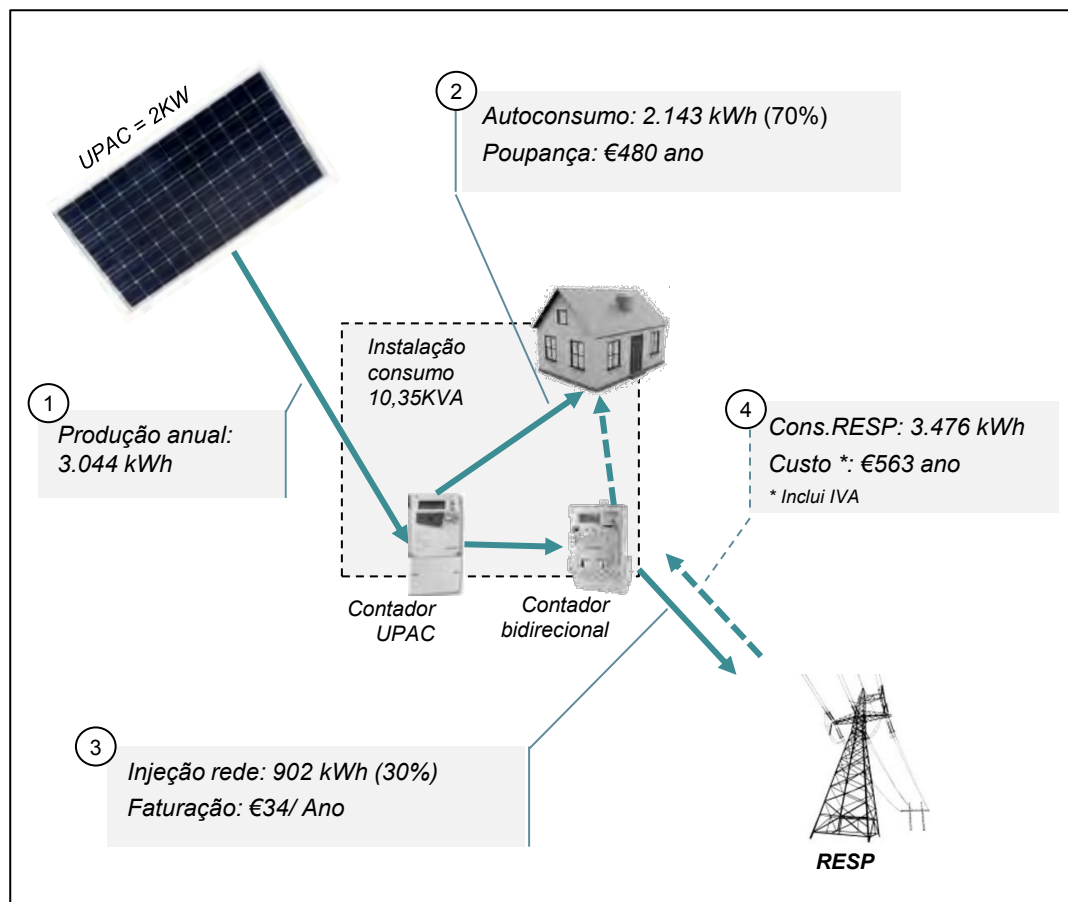 UPAC = 2KW
2
Autoconsumo: 2.143 kWh (70%)
Poupança: €480 ano
Instalação
consumo
10,35KVA
1
Produção anual:
3.044 kWh
4
Cons.RESP: 3.476 kWh
Custo *: €563 ano
* Inclui IVA
Contador
UPAC
Contador
bidirecional
3
Injeção rede: 902 kWh (30%)
Faturação: €34/ Ano
RESP